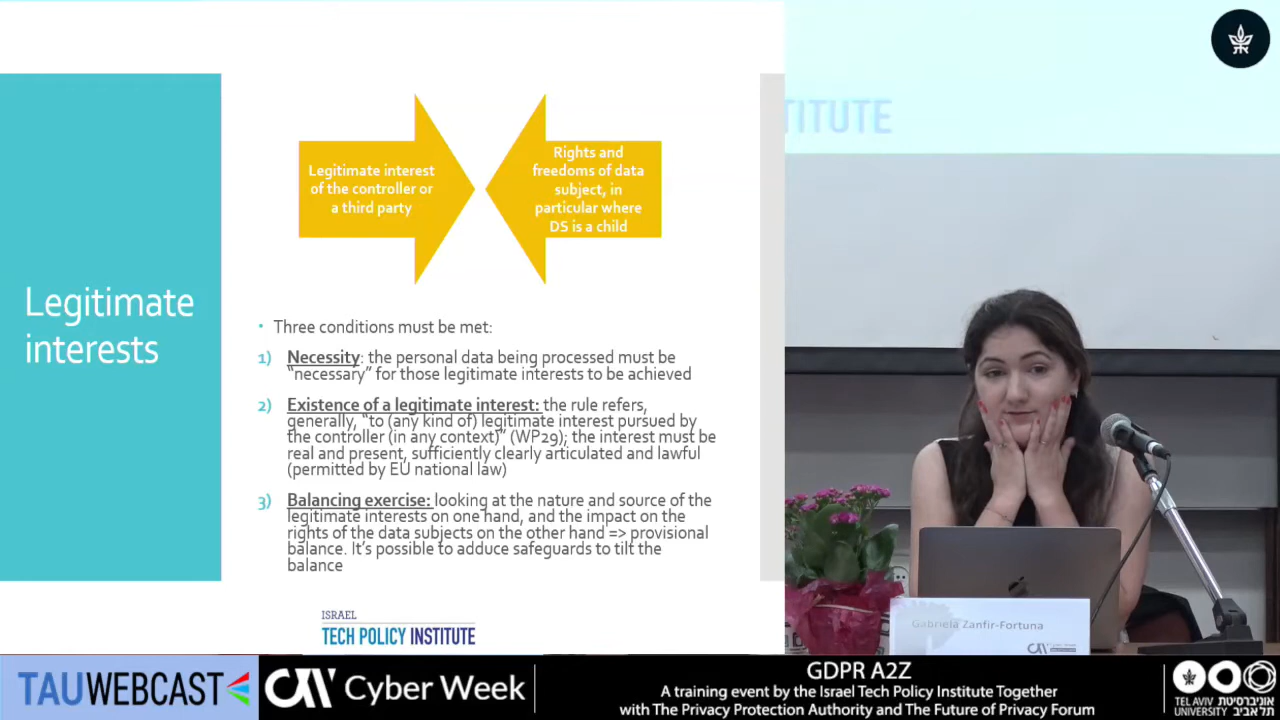 Legitimate interest
of the controller or
a third party
Rights and
freedoms of data
subject, in
particular where
DS is a child
Legitimate
interests
• Three conditions must be met:
1) Necessity: the personal data being processed must be
“necessary” for those legitimate interests to be achieved
2) Existence of a legitimate interest: the rule refers,
generally, “to (any kind of) legitimate interest pursued by
the controller (in any context)” (WP29); the interest must be
real and present, sufficiently clearly articulated and lawful
(permitted by EU national law)
3) Balancing exercise: looking at the nature and source of the
legitimate interests on one hand, and the impact on the
rights of the data subjects on the other hand => provisional
balance. It’s possible to adduce safeguards to tilt the
balance
ISRAEL
TECH POLICY INSTITUTE
TITUTE
Gabriela Zanfir-Fortuna
TAUWEBCAST
Cyber Week
GDPR A2Z
A training event by the Israel Tech Policy Institute Together
with The Privacy Protection Authority and The Future of Privacy Forum
TEL AVIV אוניברסיטת
UNIVERSITY תל אביב